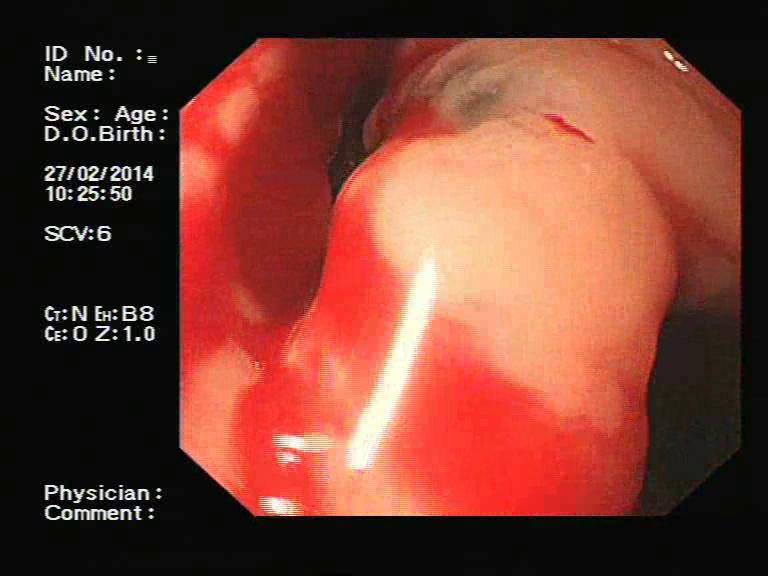 ID No. :
Name:
Sex: Age:
D.O.Birth:
27/02/2014
10:25:50
SCV:6
CT:N EH:B8
CE:0 Z:1.0
Physician:
Comment: